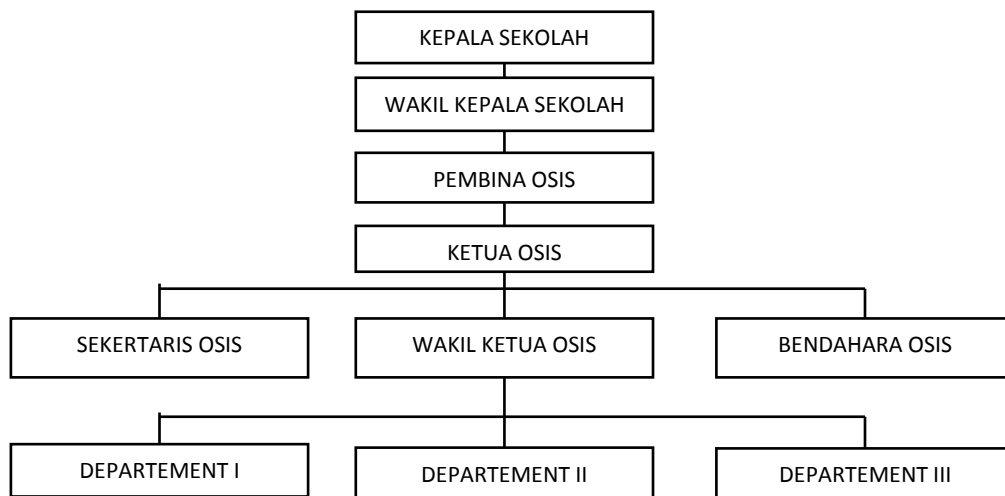 KEPALA SEKOLAH
WAKIL KEPALA SEKOLAH
PEMBINA OSIS
KETUA OSIS
SEKERTARIS OSIS
WAKIL KETUA OSIS
BENDAHARA OSIS
DEPARTEMENT I
DEPARTEMENT II
DEPARTEMENT III